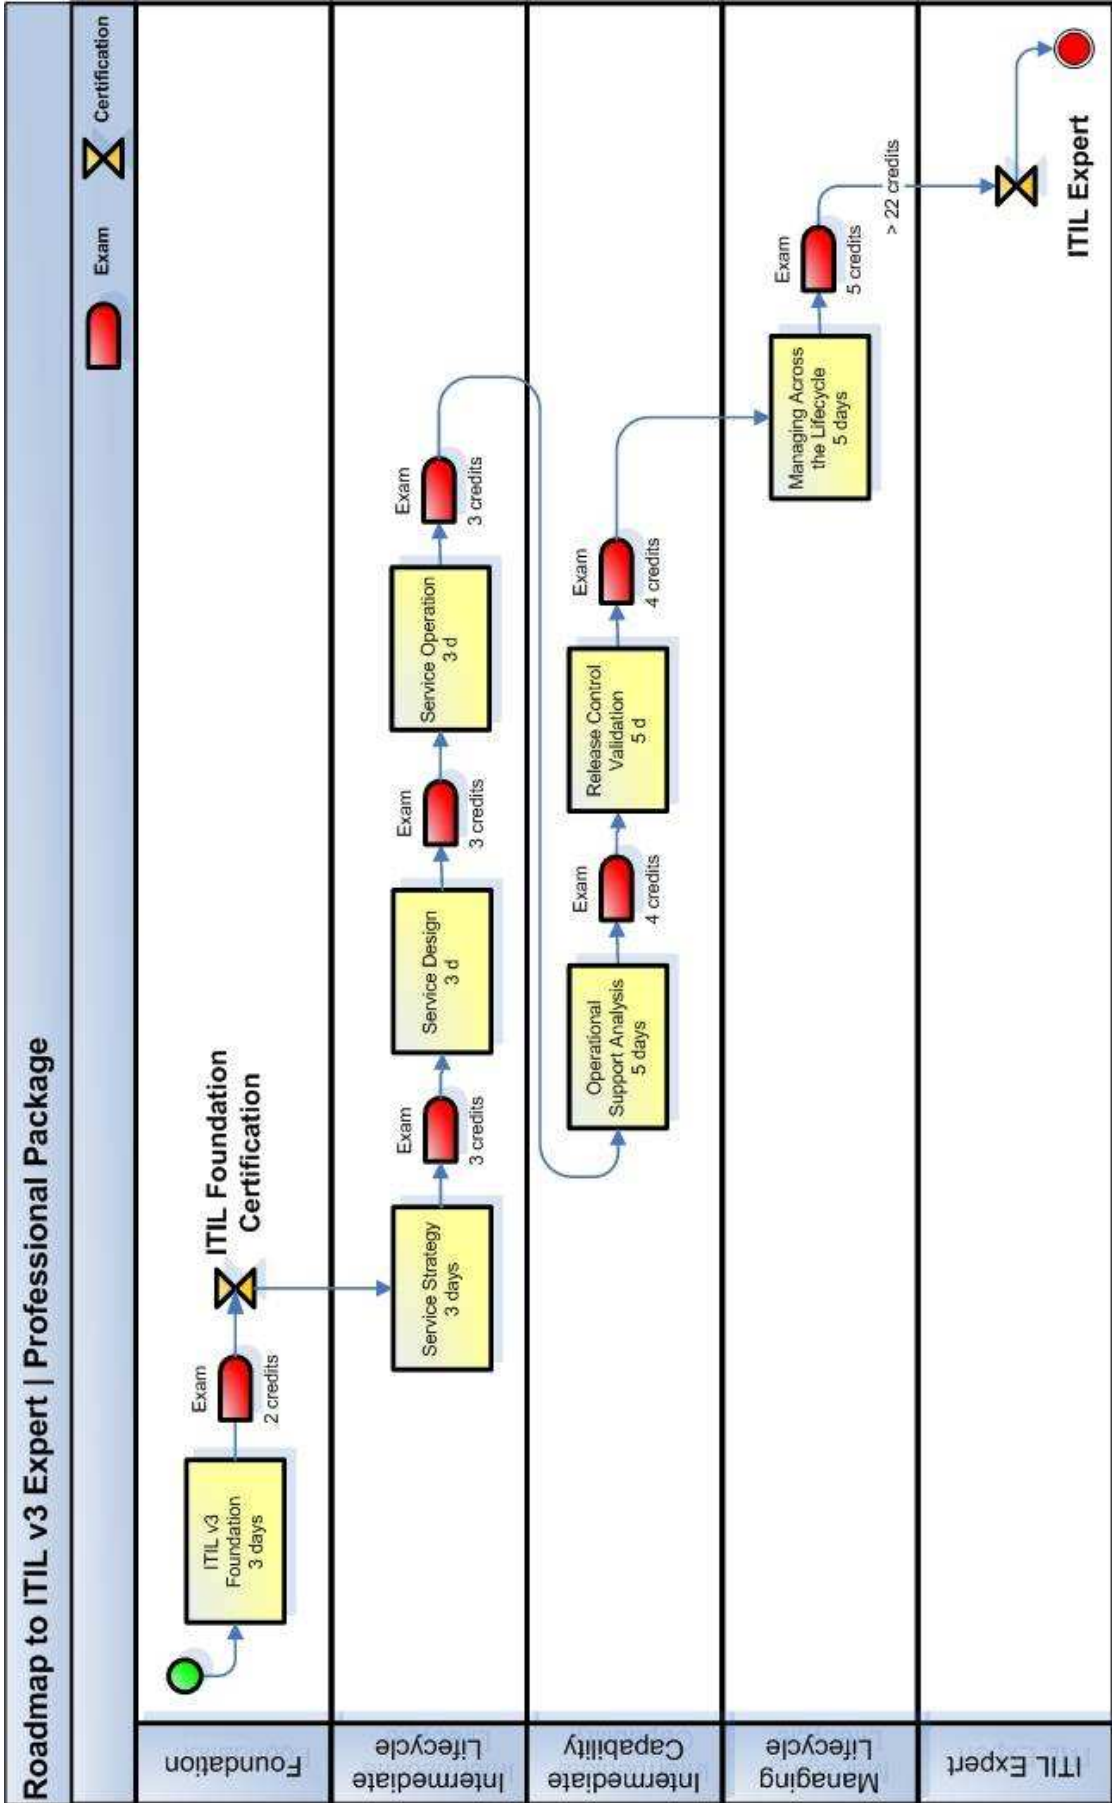 Roadmap to ITIL v3 Expert | Professional Package
Exam
Certification
Foundation
ITIL v3
Foundation
3 days
Exam
2 credits
ITIL Foundation
Certification
Intermediate
Lifecycle
Service Strategy
3 days
Exam
3 credits
Service Design
3 d
Exam
3 credits
Service Operation
3 d
Exam
3 credits
Intermediate
Capability
Operational
Support Analysis
5 days
Exam
4 credits
Release Control
Validation
5 d
Exam
4 credits
Managing
Lifecycle
Managing Across
the Lifecycle
5 days
Exam
5 credits
> 22 credits
ITIL Expert
ITIL Expert